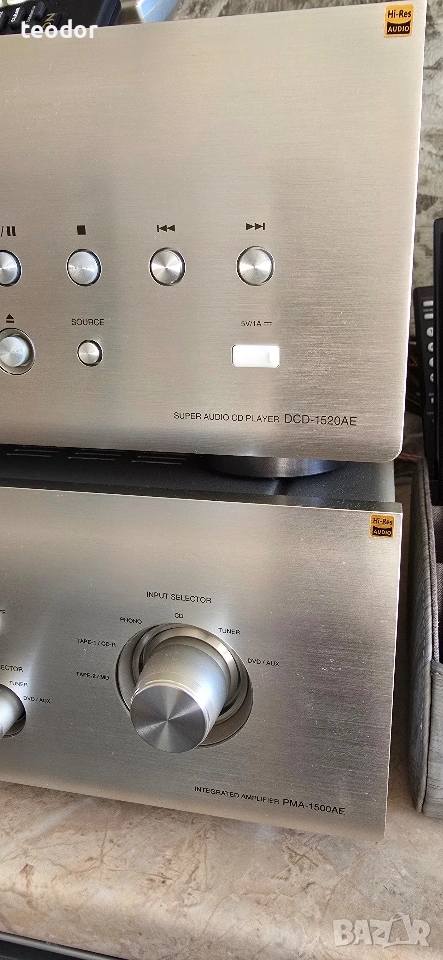 teodor
Hi-Res
AUDIO
SOURCE
5V/1A
SUPER AUDIO CD PLAYER DCD-1520AE
Hi-Res
AUDIO
INPUT SELECTOR
PHONO
CD
TUNER
TAPE-1 / CD-R
DVD / AUX
TAPE-2 / MD
TUNER
DVD / AUX
INTEGRATED AMPLIFIER PMA-1500AE
BAZAR